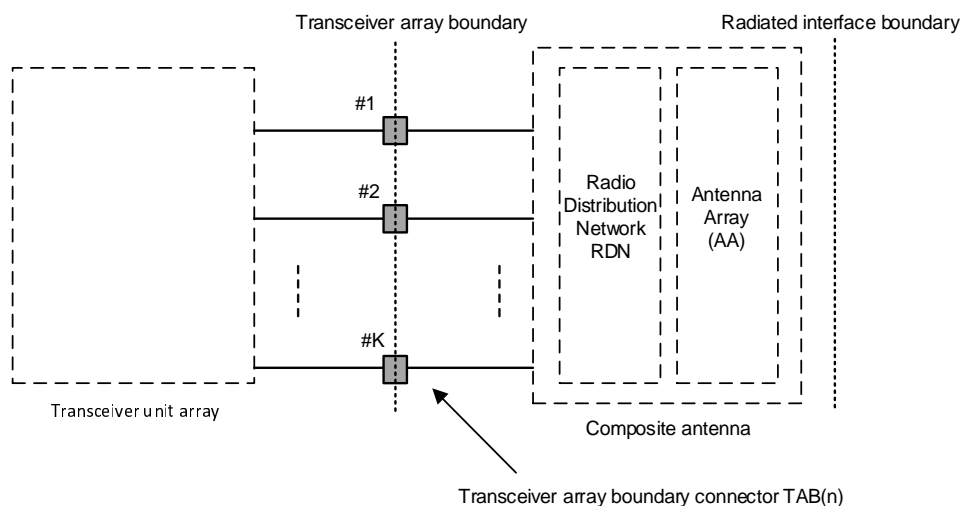 Transceiver array boundary
Radiated interface boundary
#1
#2
#K
Radio
Distribution
Network
RDN
Antenna
Array
(AA)
Transceiver unit array
Composite antenna
Transceiver array boundary connector TAB(n)